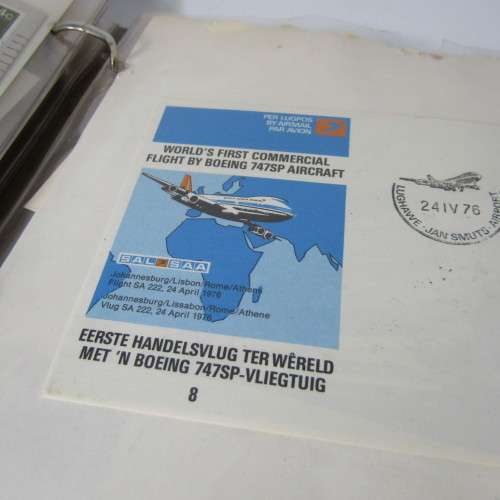 PER LUGPOS
BY AIRMAIL
PAR AVION
WORLD'S FIRST COMMERCIAL
FLIGHT BY BOEING 747SP AIRCRAFT
SAL SAA
Johannesburg/Lisbon/Rome/Athens
Flight SA 222, 24 April 1976
Johannesburg/Lissabon/Rome/Athene
Vlug SA 222, 24 April 1976
EERSTE HANDELSVLUG TER WÊRELD
MET 'N BOEING 747SP-VLIEGTUIG
8
24 IV 76
LUGHAWE · JAN SMUTS · AIRPORT